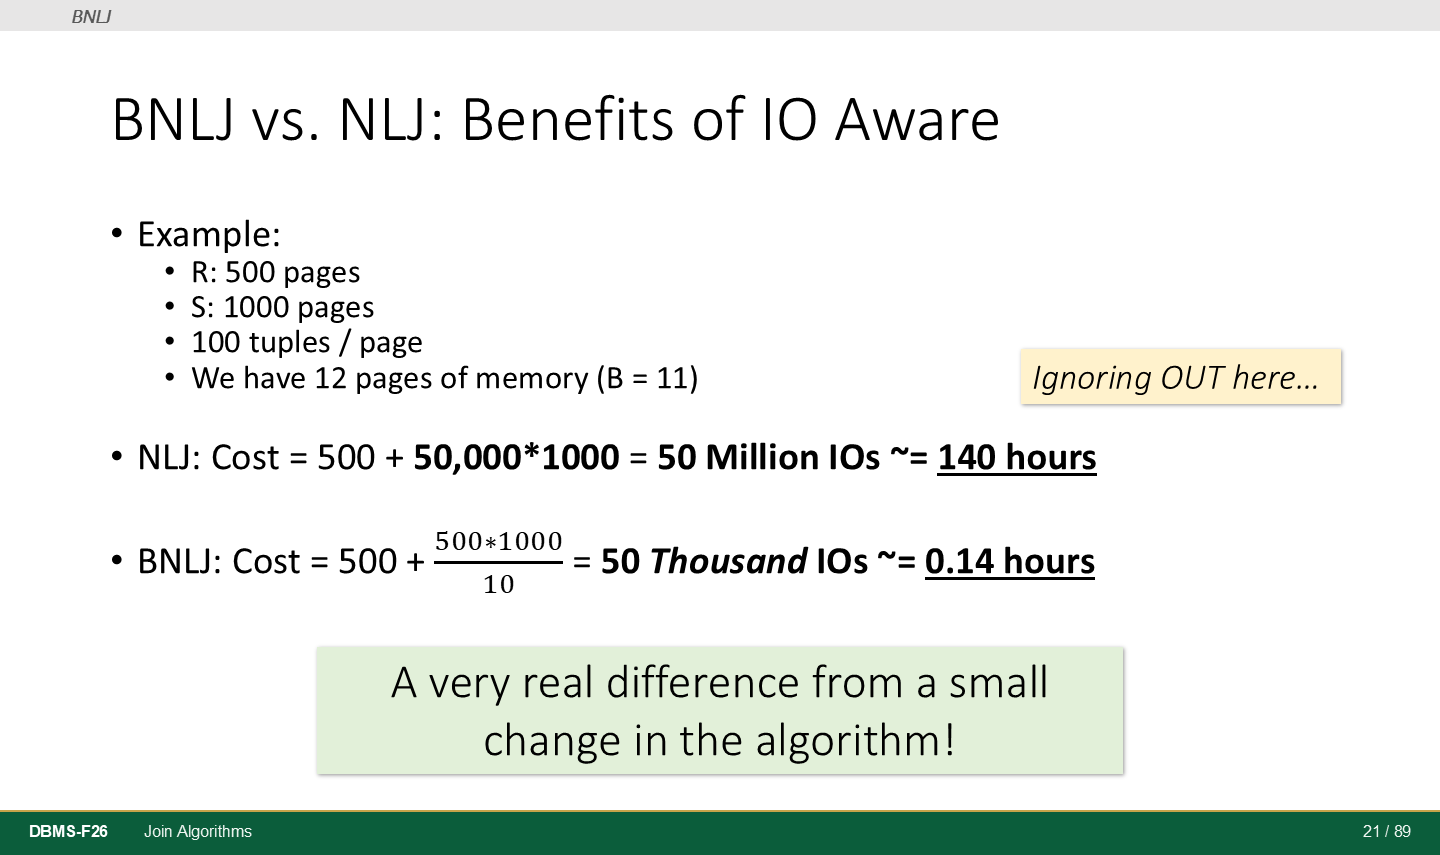 BNLJ
BNLJ vs. NLJ: Benefits of IO Aware
• Example:
• R: 500 pages
• S: 1000 pages
• 100 tuples / page
• We have 12 pages of memory (B = 11)
Ignoring OUT here…
• NLJ: Cost = 500 + 50,000*1000 = 50 Million IOs ~= 140 hours
• BNLJ: Cost = 500 + 500∗1000/10 = 50 Thousand IOs ~= 0.14 hours
A very real difference from a small
change in the algorithm!
DBMS-F26 Join Algorithms 21 / 89